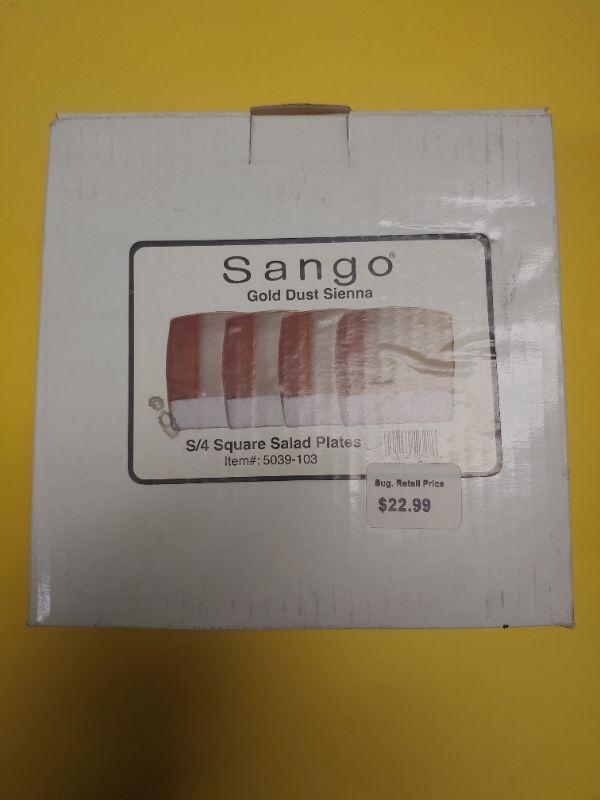 Sango®
Gold Dust Sienna
S/4 Square Salad Plates
Item#: 5039-103
Sug. Retail Price
$22.99